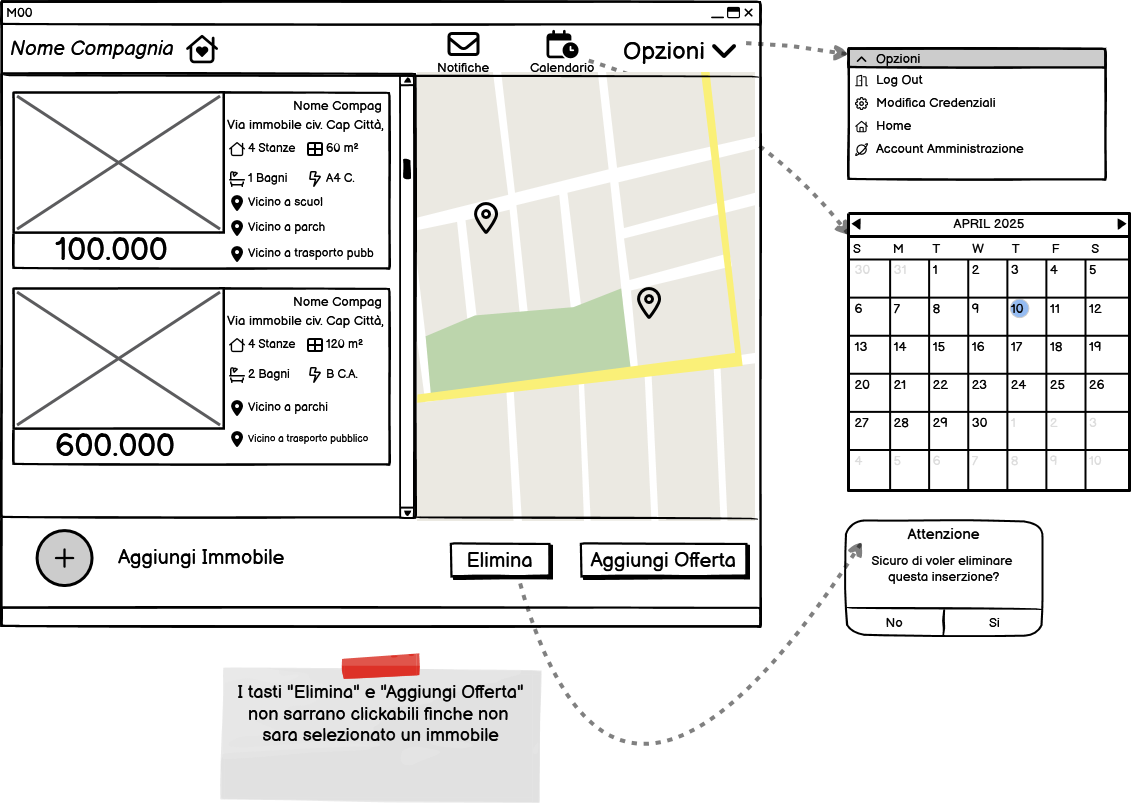 M00
Nome Compagnia
Notifiche
Calendario
Opzioni
Nome Compag
Via immobile civ. Cap Città,
4 Stanze 60 m²
1 Bagni A4 C.
Vicino a scuol
Vicino a parch
Vicino a trasporto pubb
100.000
Nome Compag
Via immobile civ. Cap Città,
4 Stanze 120 m²
2 Bagni B C.A.
Vicino a parchi
Vicino a trasporto pubblico
600.000
Aggiungi Immobile
Elimina
Aggiungi Offerta
Opzioni
Log Out
Modifica Credenziali
Home
Account Amministrazione
APRIL 2025
S M T W T F S
30 31 1 2 3 4 5
6 7 8 9 10 11 12
13 14 15 16 17 18 19
20 21 22 23 24 25 26
27 28 29 30 1 2 3
4 5 6 7 8 9 10
Attenzione
Sicuro di voler eliminare
questa inserzione?
No Si
I tasti "Elimina" e "Aggiungi Offerta"
non sarrano clickabili finche non
sara selezionato un immobile